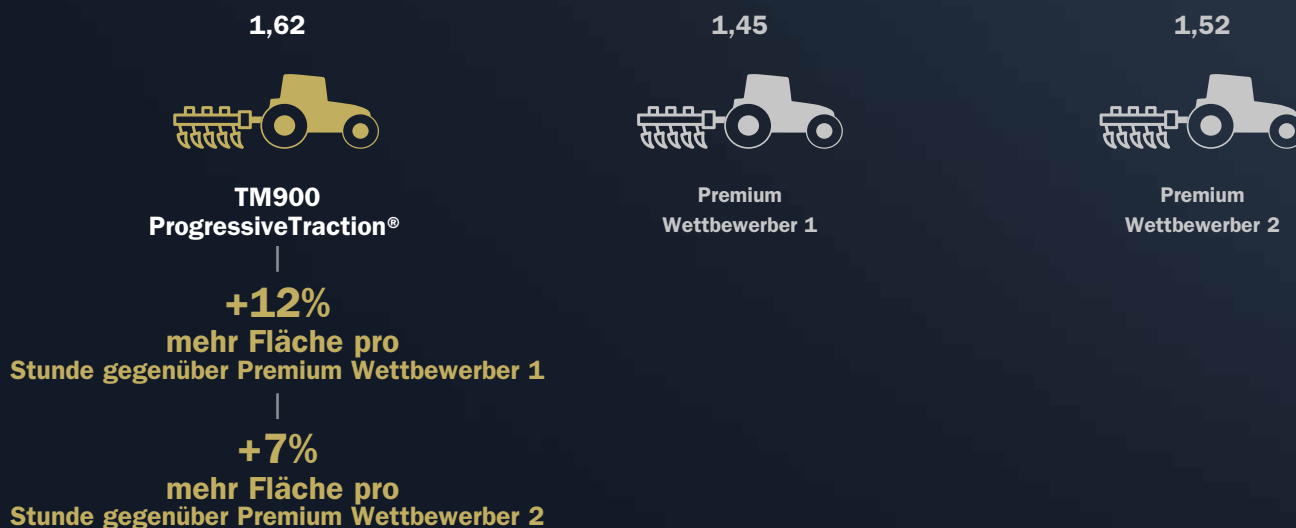 1,62
1,45
1,52
TM900
ProgressiveTraction®
Premium
Wettbewerber 1
Premium
Wettbewerber 2
+12%
mehr Fläche pro
Stunde gegenüber Premium Wettbewerber 1
+7%
mehr Fläche pro
Stunde gegenüber Premium Wettbewerber 2